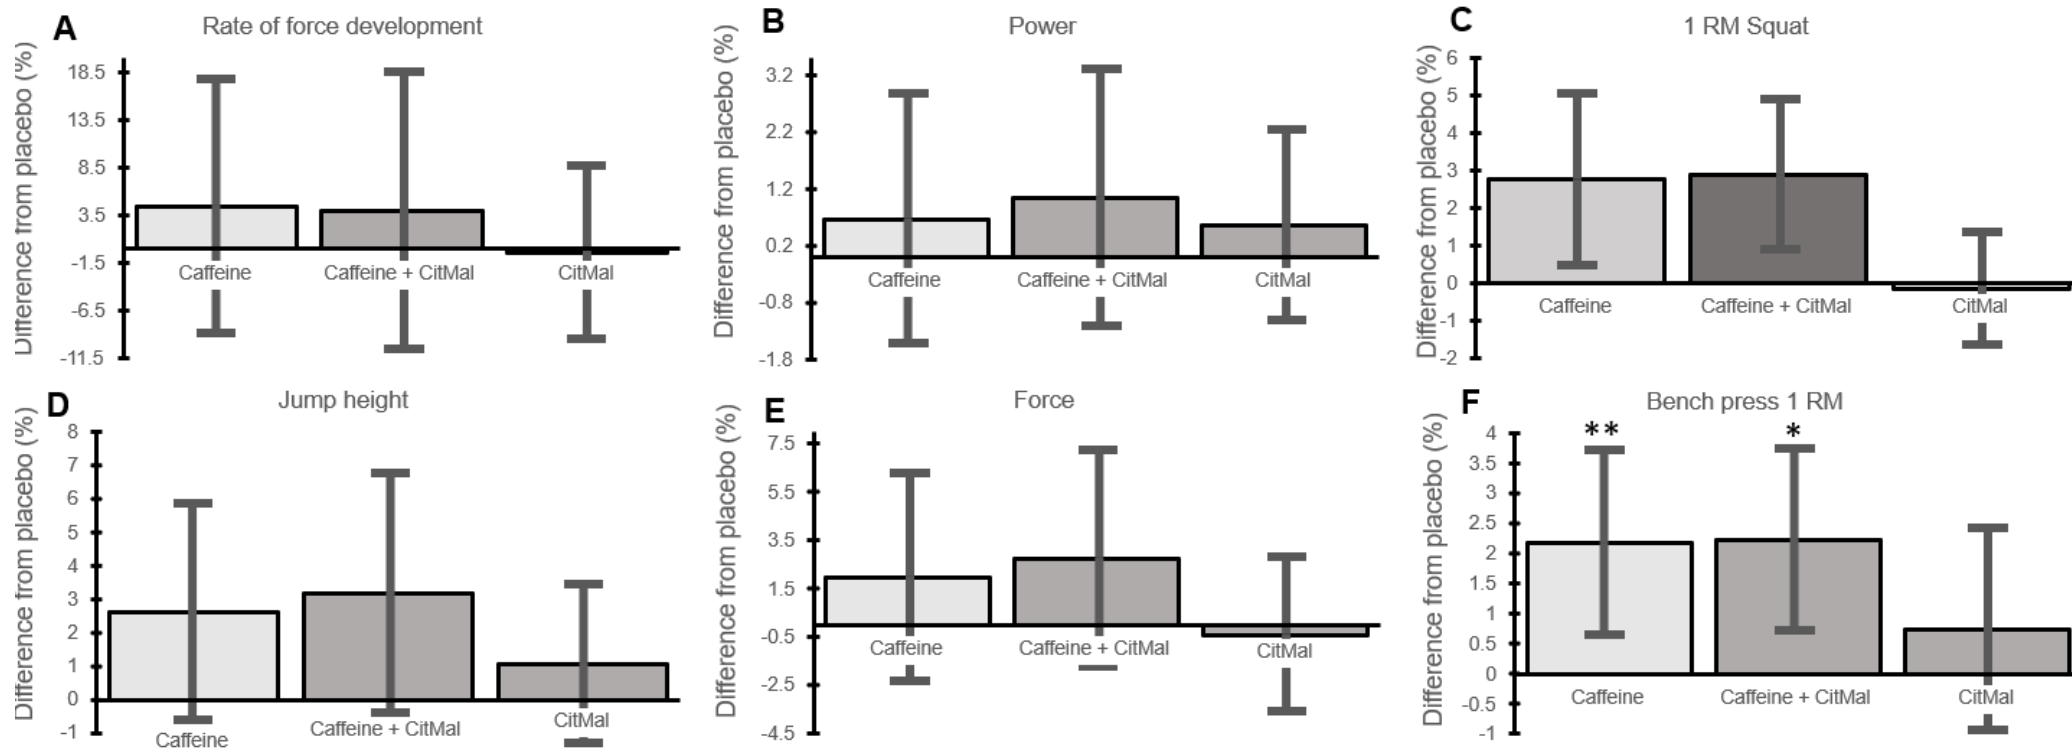 A
Rate of force development
Difference from placebo (%)
18.5
13.5
8.5
3.5
-1.5
-6.5
-11.5
Caffeine
Caffeine + CitMal
CitMal
B
Power
Difference from placebo (%)
3.2
2.2
1.2
0.2
-0.8
-1.8
Caffeine
Caffeine + CitMal
CitMal
C
1 RM Squat
Difference from placebo (%)
6
5
4
3
2
1
0
-1
-2
Caffeine
Caffeine + CitMal
CitMal
D
Jump height
Difference from placebo (%)
8
7
6
5
4
3
2
1
0
-1
Caffeine
Caffeine + CitMal
CitMal
E
Force
Difference from placebo (%)
7.5
5.5
3.5
1.5
-0.5
-2.5
-4.5
Caffeine
Caffeine + CitMal
CitMal
F
Bench press 1 RM
Difference from placebo (%)
4
3.5
3
2.5
2
1.5
1
0.5
0
-0.5
-1
**
*
Caffeine
Caffeine + CitMal
CitMal